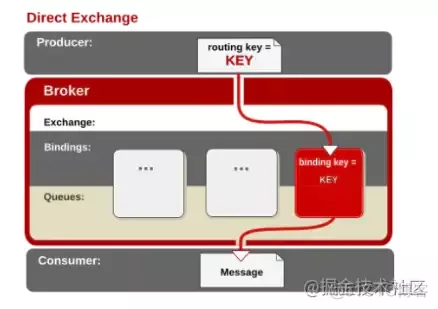 Direct Exchange
Producer:
routing key =
KEY
Broker
Exchange:
Bindings:
...
...
binding key =
KEY
Queues:
Consumer:
Message
@掘金技术社区